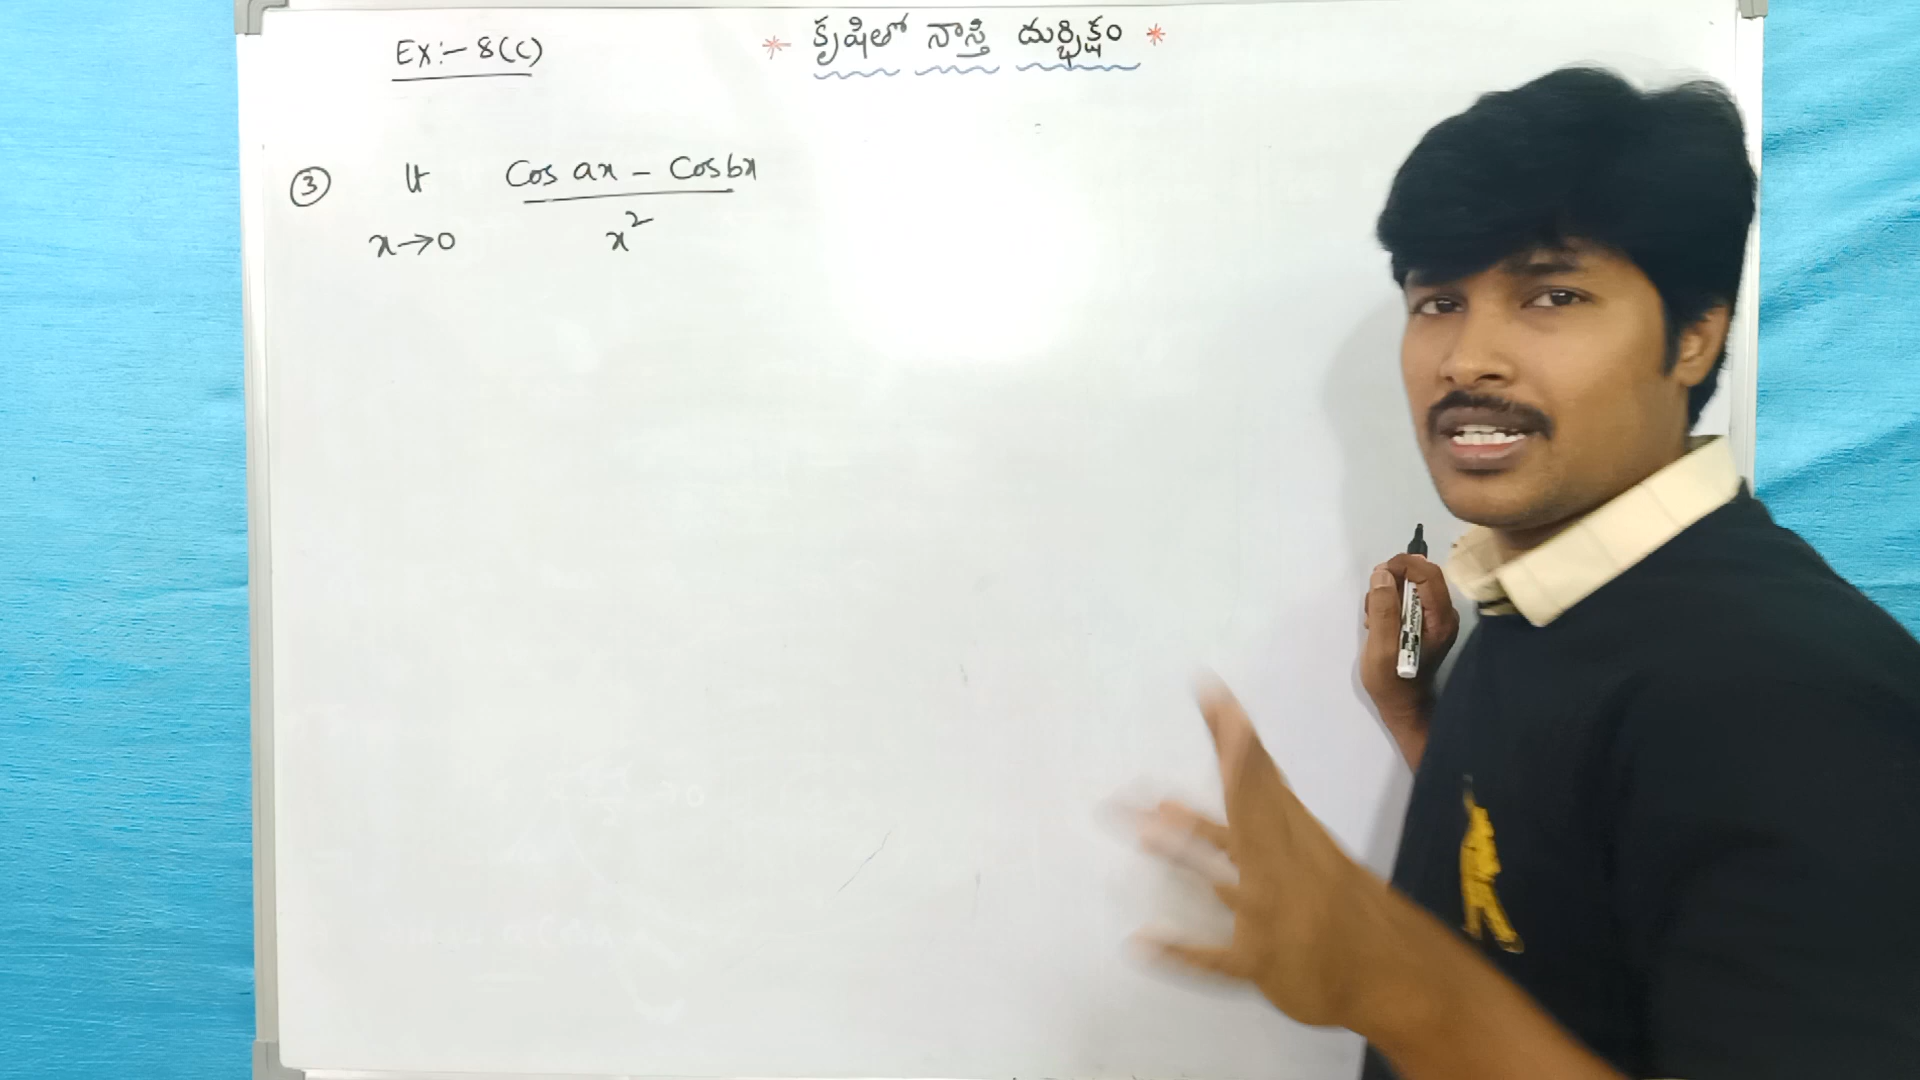 Ex:- 8(c)
* కృషితో నాస్తి దుర్భిక్షం *
③ lt Cos ax - Cos bx
x→0 x²